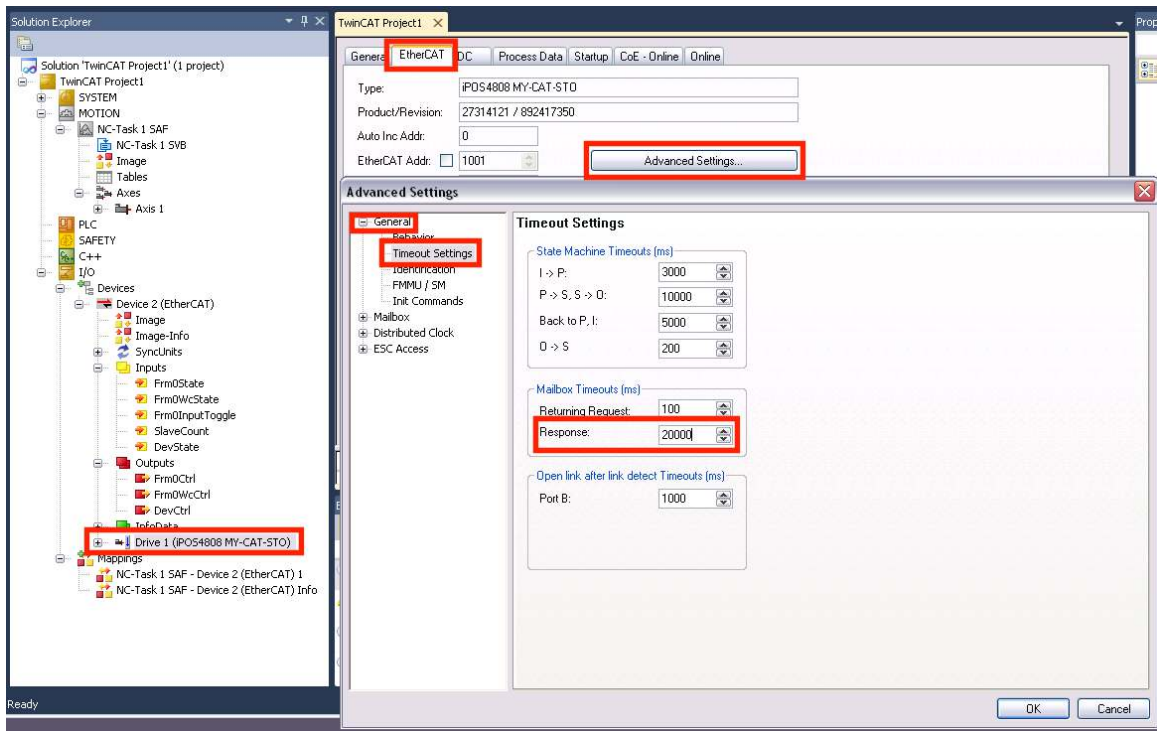 Solution Explorer
Solution 'TwinCAT Project1' (1 project)
TwinCAT Project1
SYSTEM
MOTION
NC-Task 1 SAF
NC-Task 1 SVB
Image
Tables
Axes
Axis 1
PLC
SAFETY
C++
I/O
Devices
Device 2 (EtherCAT)
Image
Image-Info
SyncUnits
Inputs
Frm0State
Frm0WcState
Frm0InputToggle
SlaveCount
DevState
Outputs
Frm0Ctrl
Frm0WcCtrl
DevCtrl
InfoData
Drive 1 (iPOS4808 MY-CAT-STO)
Mappings
NC-Task 1 SAF - Device 2 (EtherCAT) 1
NC-Task 1 SAF - Device 2 (EtherCAT) Info
Ready
TwinCAT Project1
Prop
General EtherCAT DC Process Data Startup CoE - Online Online
Type: iPOS4808 MY-CAT-STO
Product/Revision: 27314121 / 892417350
Auto Inc Addr: 0
EtherCAT Addr: 1001 Advanced Settings...
Advanced Settings
General
Behavior
Timeout Settings
Identification
FMMU / SM
Init Commands
Mailbox
Distributed Clock
ESC Access
Timeout Settings
State Machine Timeouts (ms)
I -> P: 3000
P -> S, S -> O: 10000
Back to P, I: 5000
O -> S 200
Mailbox Timeouts (ms)
Returning Request: 100
Response: 20000
Open link after link detect Timeouts (ms)
Port B: 1000
OK Cancel